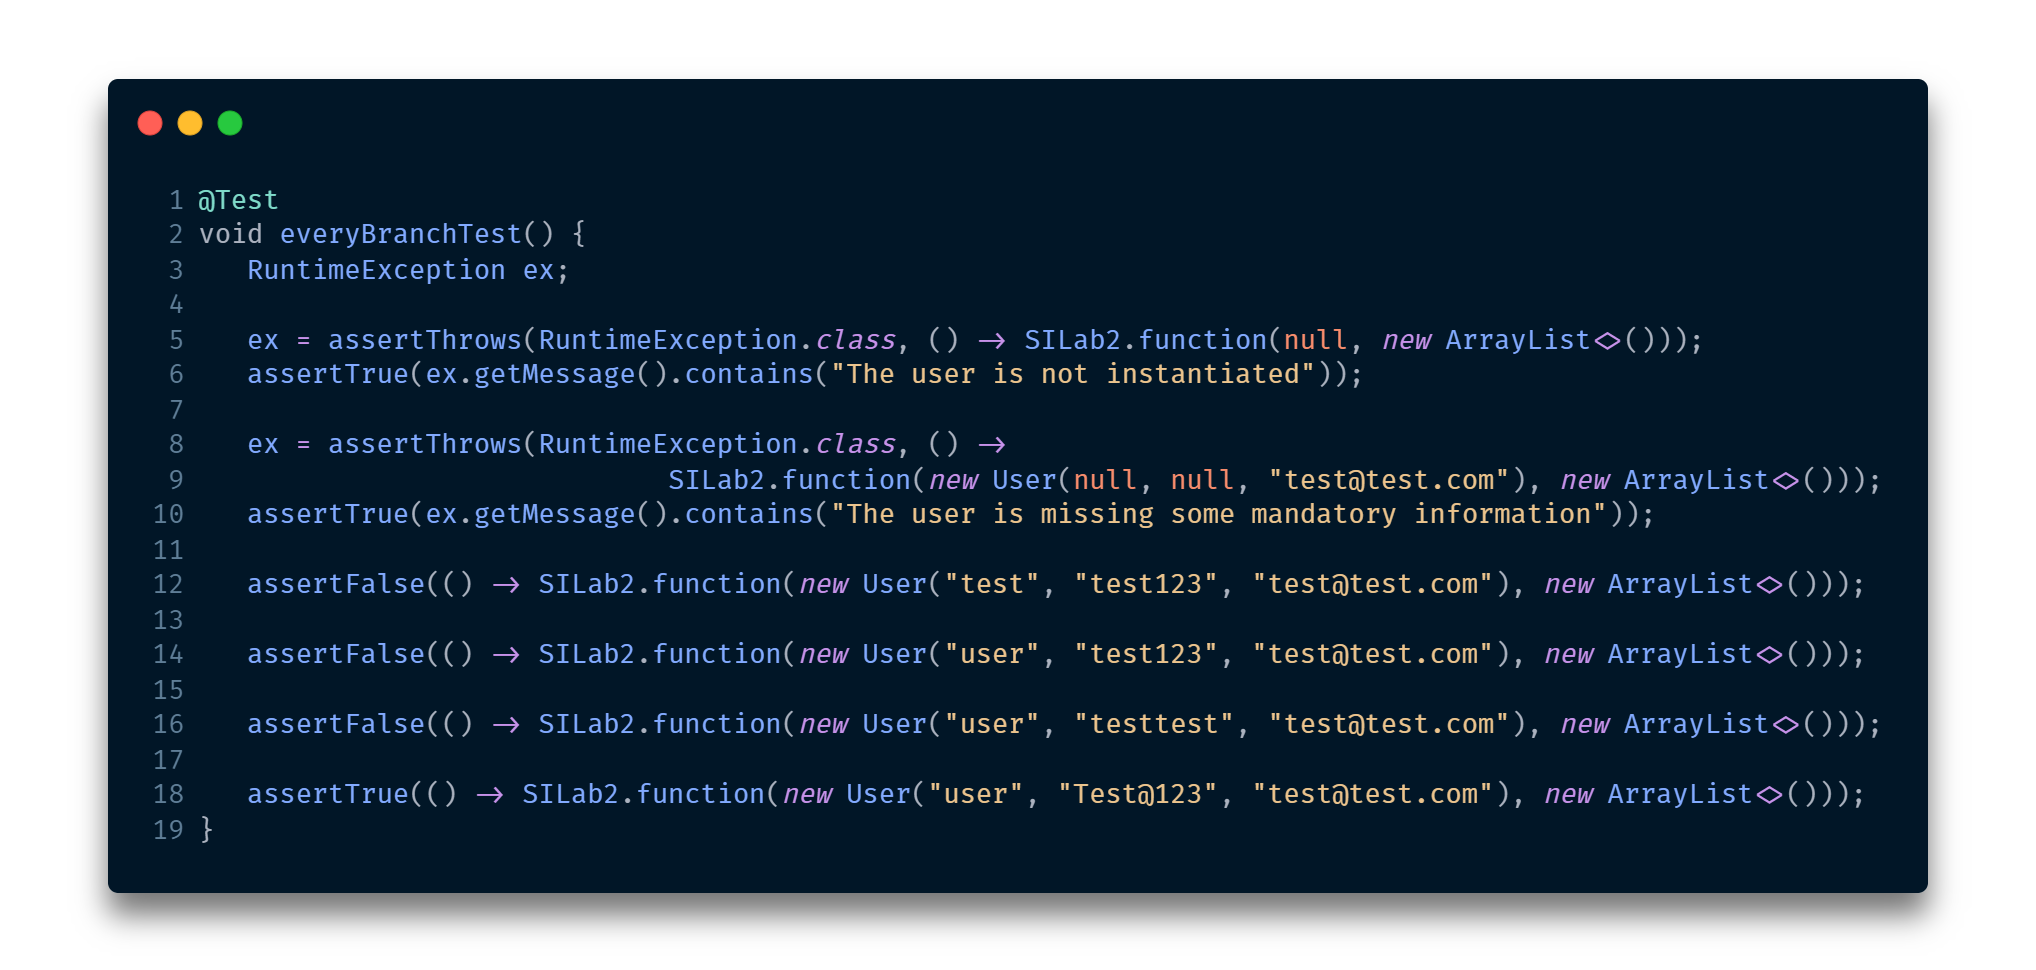 1 @Test
2 void everyBranchTest() {
3    RuntimeException ex;
4
5    ex = assertThrows(RuntimeException.class, () -> SILab2.function(null, new ArrayList<>()));
6    assertTrue(ex.getMessage().contains("The user is not instantiated"));
7
8    ex = assertThrows(RuntimeException.class, () ->
9                              SILab2.function(new User(null, null, "test@test.com"), new ArrayList<>()));
10    assertTrue(ex.getMessage().contains("The user is missing some mandatory information"));
11
12    assertFalse(() -> SILab2.function(new User("test", "test123", "test@test.com"), new ArrayList<>()));
13
14    assertFalse(() -> SILab2.function(new User("user", "test123", "test@test.com"), new ArrayList<>()));
15
16    assertFalse(() -> SILab2.function(new User("user", "testtest", "test@test.com"), new ArrayList<>()));
17
18    assertTrue(() -> SILab2.function(new User("user", "Test@123", "test@test.com"), new ArrayList<>()));
19 }